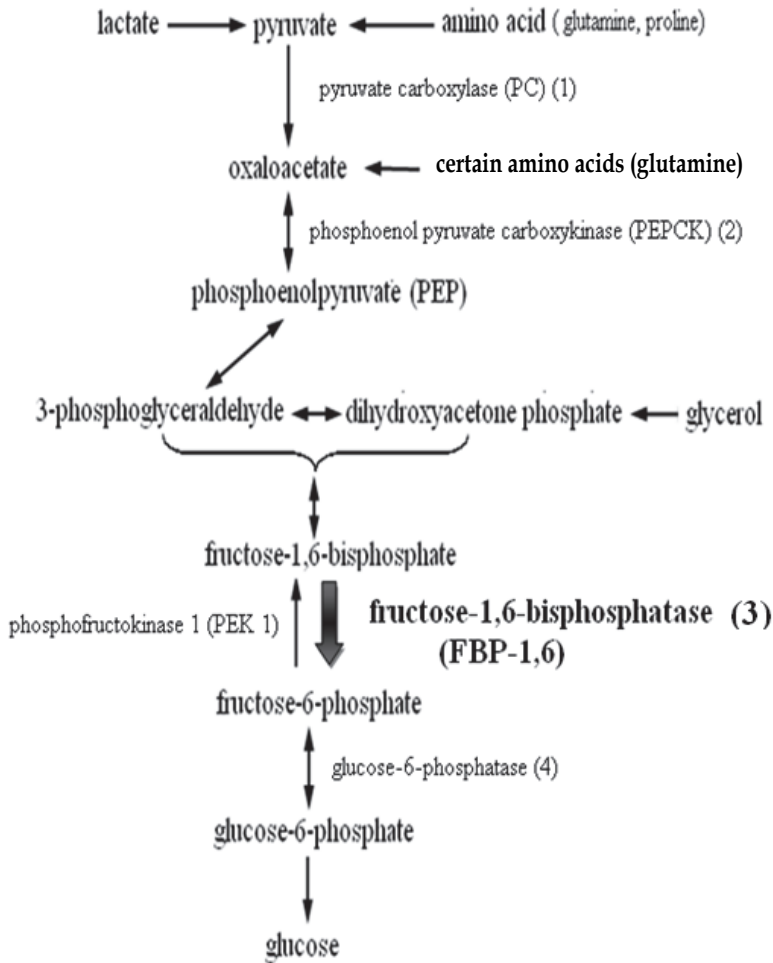 lactate pyruvate amino acid ( glutamine, proline)
pyruvate carboxylase (PC) (1)
oxaloacetate certain amino acids (glutamine)
phosphoenol pyruvate carboxykinase (PEPCK) (2)
phosphoenolpyruvate (PEP)
3-phosphoglyceraldehyde dihydroxyacetone phosphate glycerol
fructose-1,6-bisphosphate
phosphofructokinase 1 (PEK 1) fructose-1,6-bisphosphatase (3)
(FBP-1,6)
fructose-6-phosphate
glucose-6-phosphatase (4)
glucose-6-phosphate
glucose